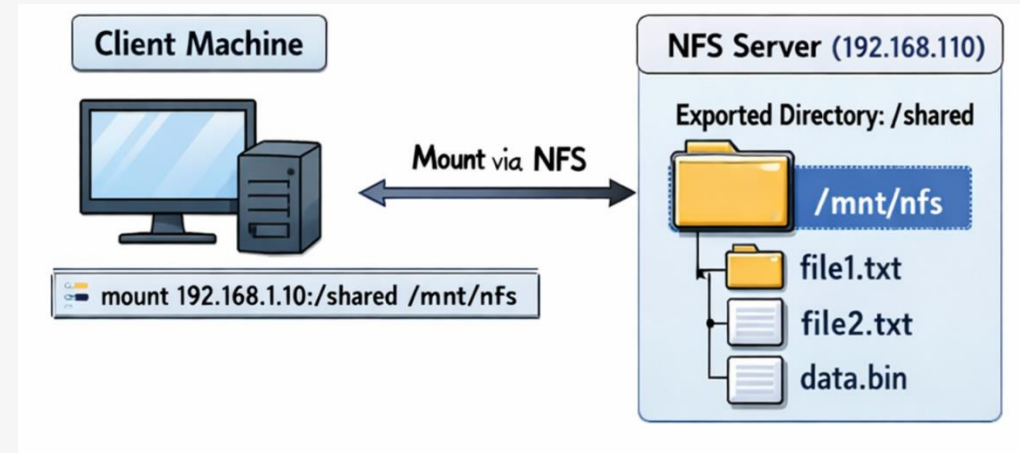 Client Machine
NFS Server (192.168.110)
Exported Directory: /shared
Mount via NFS
/mnt/nfs
file1.txt
file2.txt
data.bin
mount 192.168.1.10:/shared /mnt/nfs